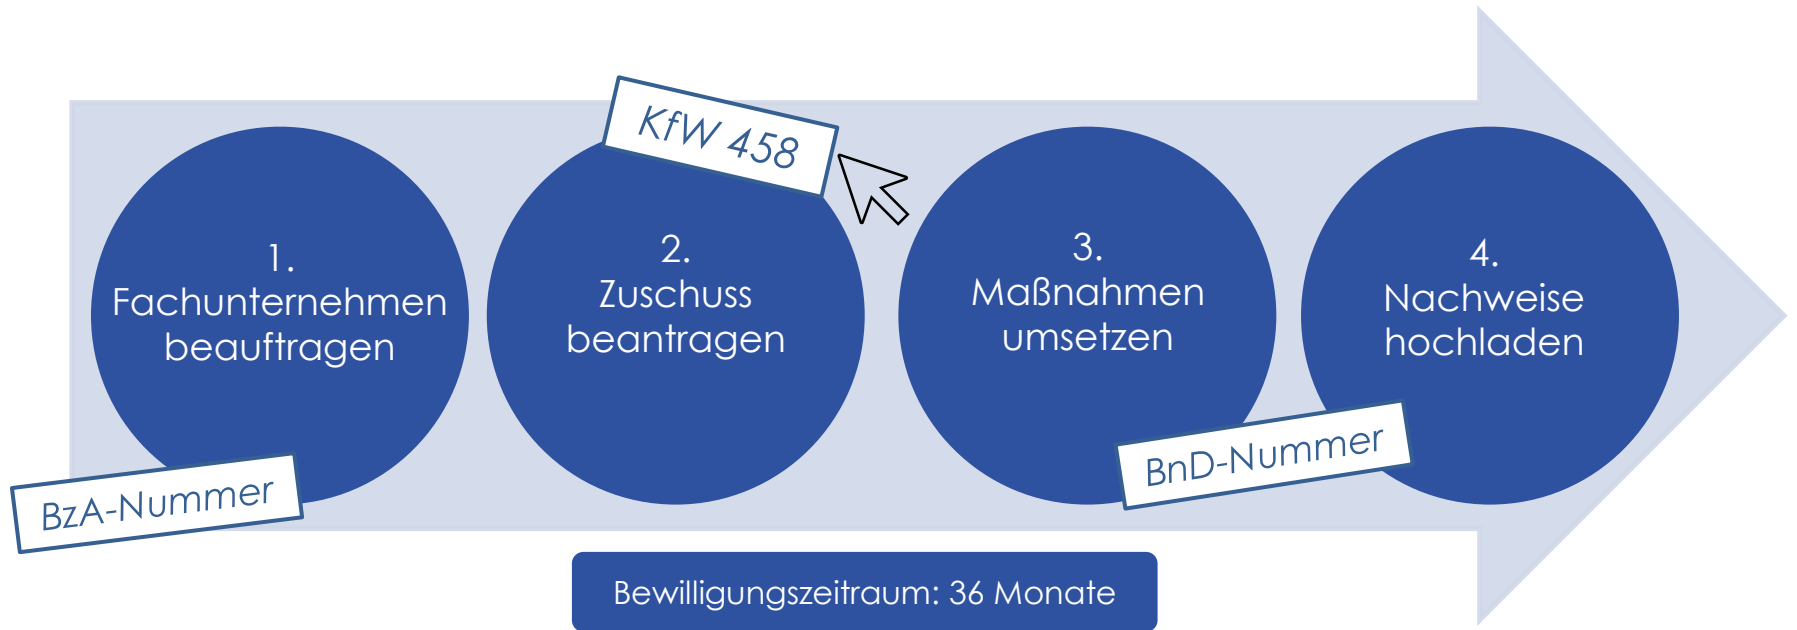 1.
Fachunternehmen
beauftragen
BzA-Nummer
KfW 458
2.
Zuschuss
beantragen
3.
Maßnahmen
umsetzen
BnD-Nummer
4.
Nachweise
hochladen
Bewilligungszeitraum: 36 Monate